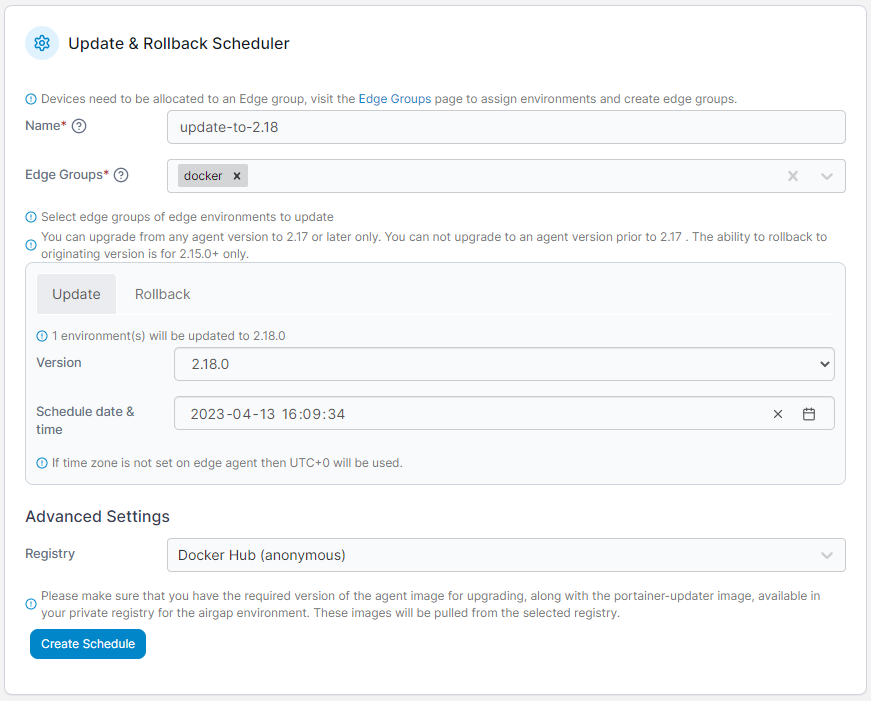 Update & Rollback Scheduler
Devices need to be allocated to an Edge group, visit the Edge Groups page to assign environments and create edge groups.
Name*
update-to-2.18
Edge Groups*
docker
Select edge groups of edge environments to update
You can upgrade from any agent version to 2.17 or later only. You can not upgrade to an agent version prior to 2.17 . The ability to rollback to
originating version is for 2.15.0+ only.
Update Rollback
1 environment(s) will be updated to 2.18.0
Version
2.18.0
Schedule date &
time
2023-04-13 16:09:34
If time zone is not set on edge agent then UTC+0 will be used.
Advanced Settings
Registry
Docker Hub (anonymous)
Please make sure that you have the required version of the agent image for upgrading, along with the portainer-updater image, available in
your private registry for the airgap environment. These images will be pulled from the selected registry.
Create Schedule